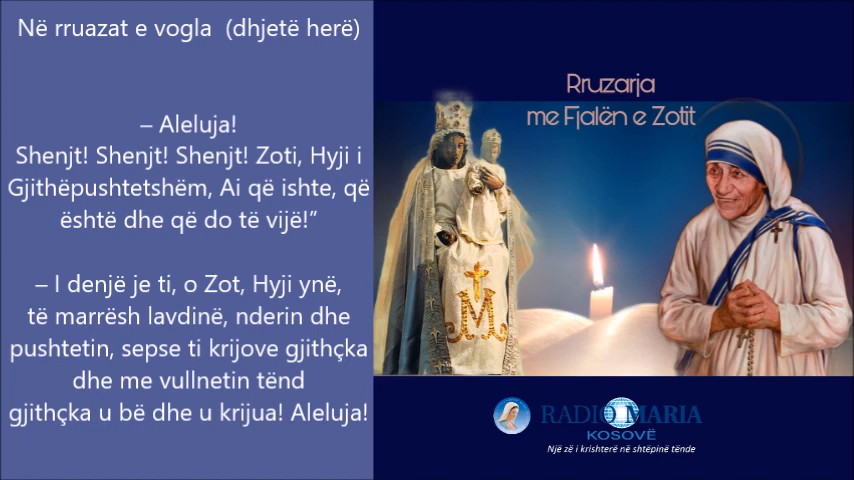 Në rruazat e vogla  (dhjetë herë)
– Aleluja!
Shenjt! Shenjt! Shenjt! Zoti, Hyji i
Gjithëpushtetshëm, Ai që ishte, që
është dhe që do të vijë!”
– I denjë je ti, o Zot, Hyji ynë,
të marrësh lavdinë, nderin dhe
pushtetin, sepse ti krijove gjithçka
dhe me vullnetin tënd
gjithçka u bë dhe u krijua! Aleluja!
Rruzarja
me Fjalën e Zotit
M
RADIO MARIA
KOSOVË
Një zë i krishterë në shtëpinë tënde